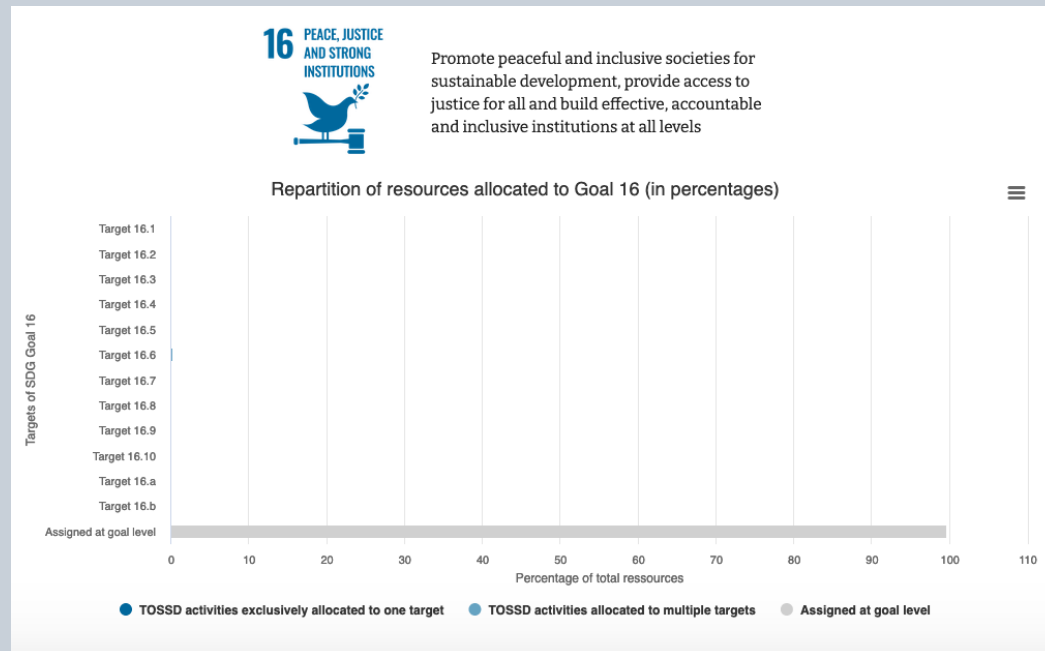 16 PEACE, JUSTICE
AND STRONG
INSTITUTIONS
Promote peaceful and inclusive societies for
sustainable development, provide access to
justice for all and build effective, accountable
and inclusive institutions at all levels
Repartition of resources allocated to Goal 16 (in percentages)
Targets of SDG Goal 16
Target 16.1
Target 16.2
Target 16.3
Target 16.4
Target 16.5
Target 16.6
Target 16.7
Target 16.8
Target 16.9
Target 16.10
Target 16.a
Target 16.b
Assigned at goal level
0 10 20 30 40 50 60 70 80 90 100 110
Percentage of total ressources
TOSSD activities exclusively allocated to one target TOSSD activities allocated to multiple targets Assigned at goal level